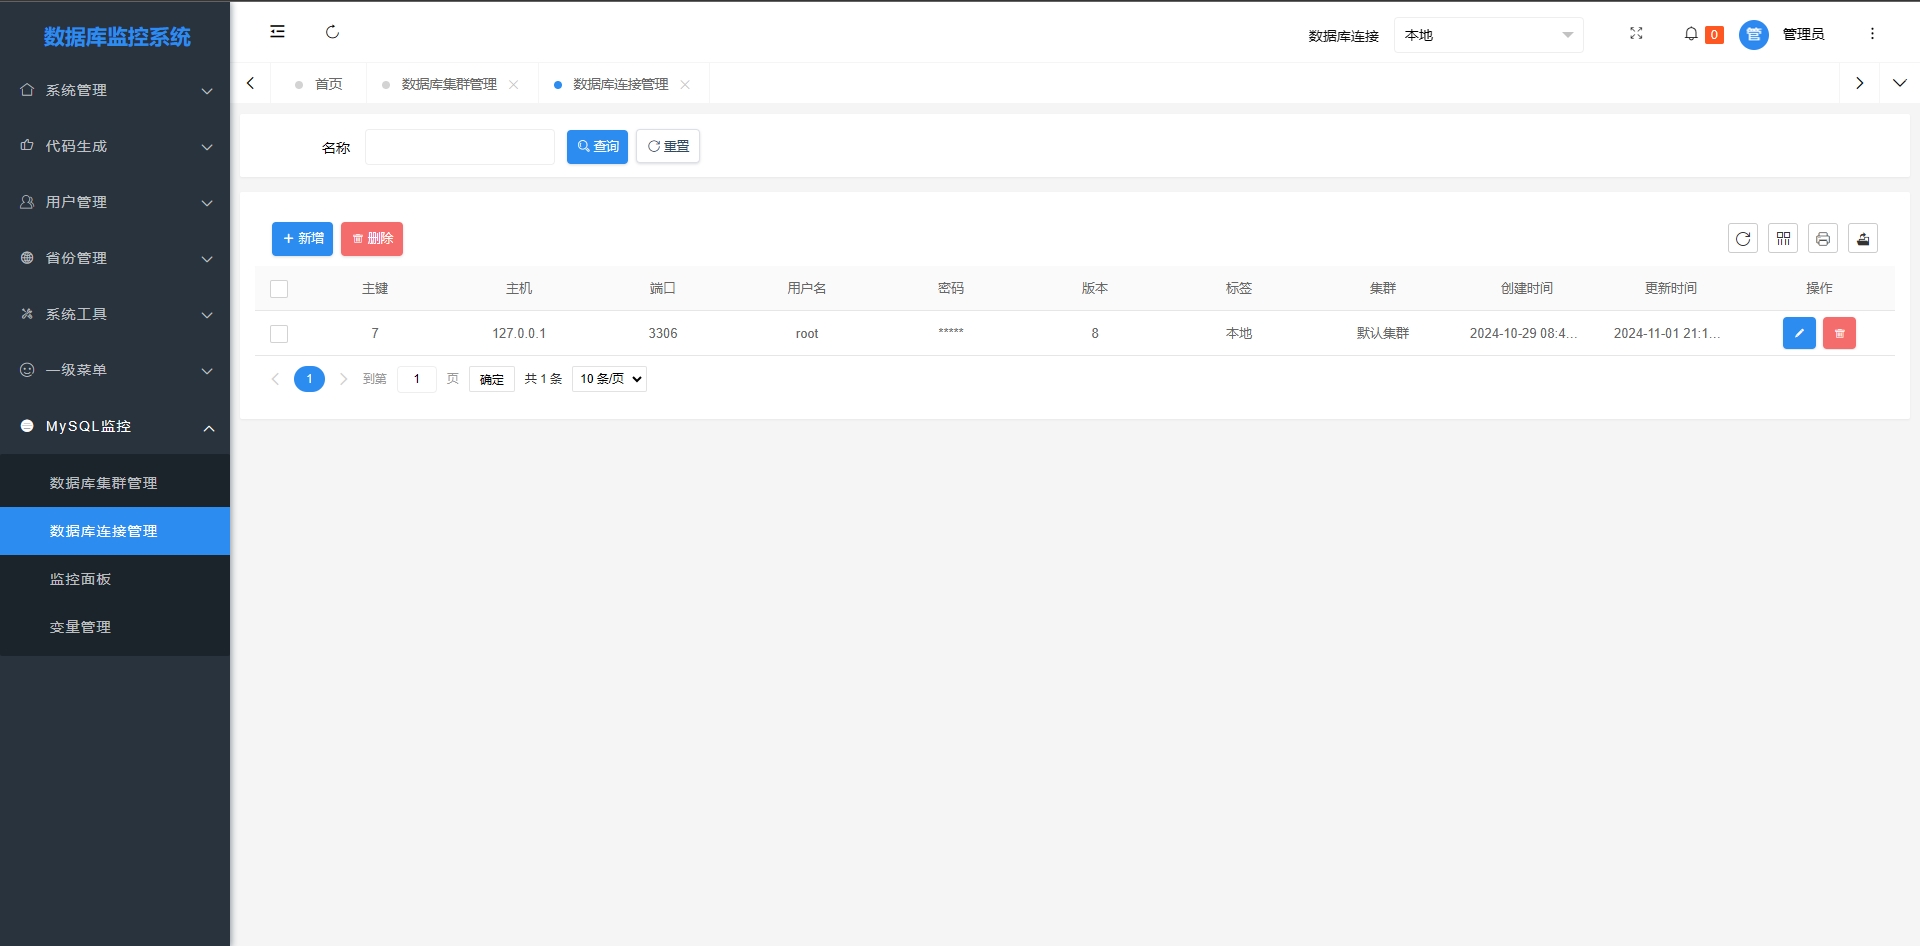 数据库监控系统
数据库连接 本地 0 管 管理员
首页 数据库集群管理 数据库连接管理
系统管理
代码生成
用户管理
省份管理
系统工具
一级菜单
MySQL监控
数据库集群管理
数据库连接管理
监控面板
变量管理
名称 查询 重置
新增 删除
主键 主机 端口 用户名 密码 版本 标签 集群 创建时间 更新时间 操作
7 127.0.0.1 3306 root ***** 8 本地 默认集群 2024-10-29 08:4... 2024-11-01 21:1...
1 到第 1 页 确定 共 1 条 10 条/页